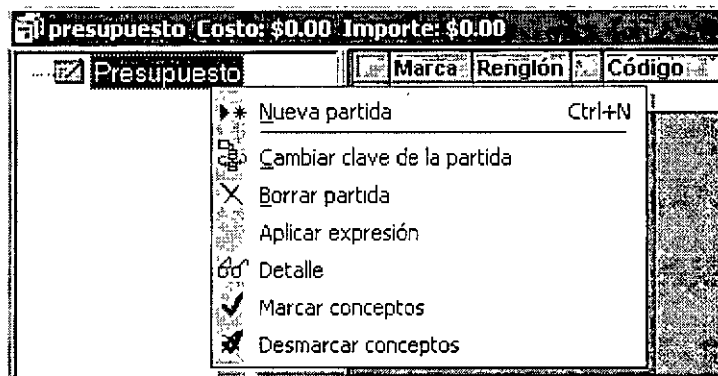 presupuesto Costo: $0.00 Importe: $0.00
Presupuesto Marca Renglón Código
Nueva partida Ctrl+N
Cambiar clave de la partida
Borrar partida
Aplicar expresión
Detalle
Marcar conceptos
Desmarcar conceptos